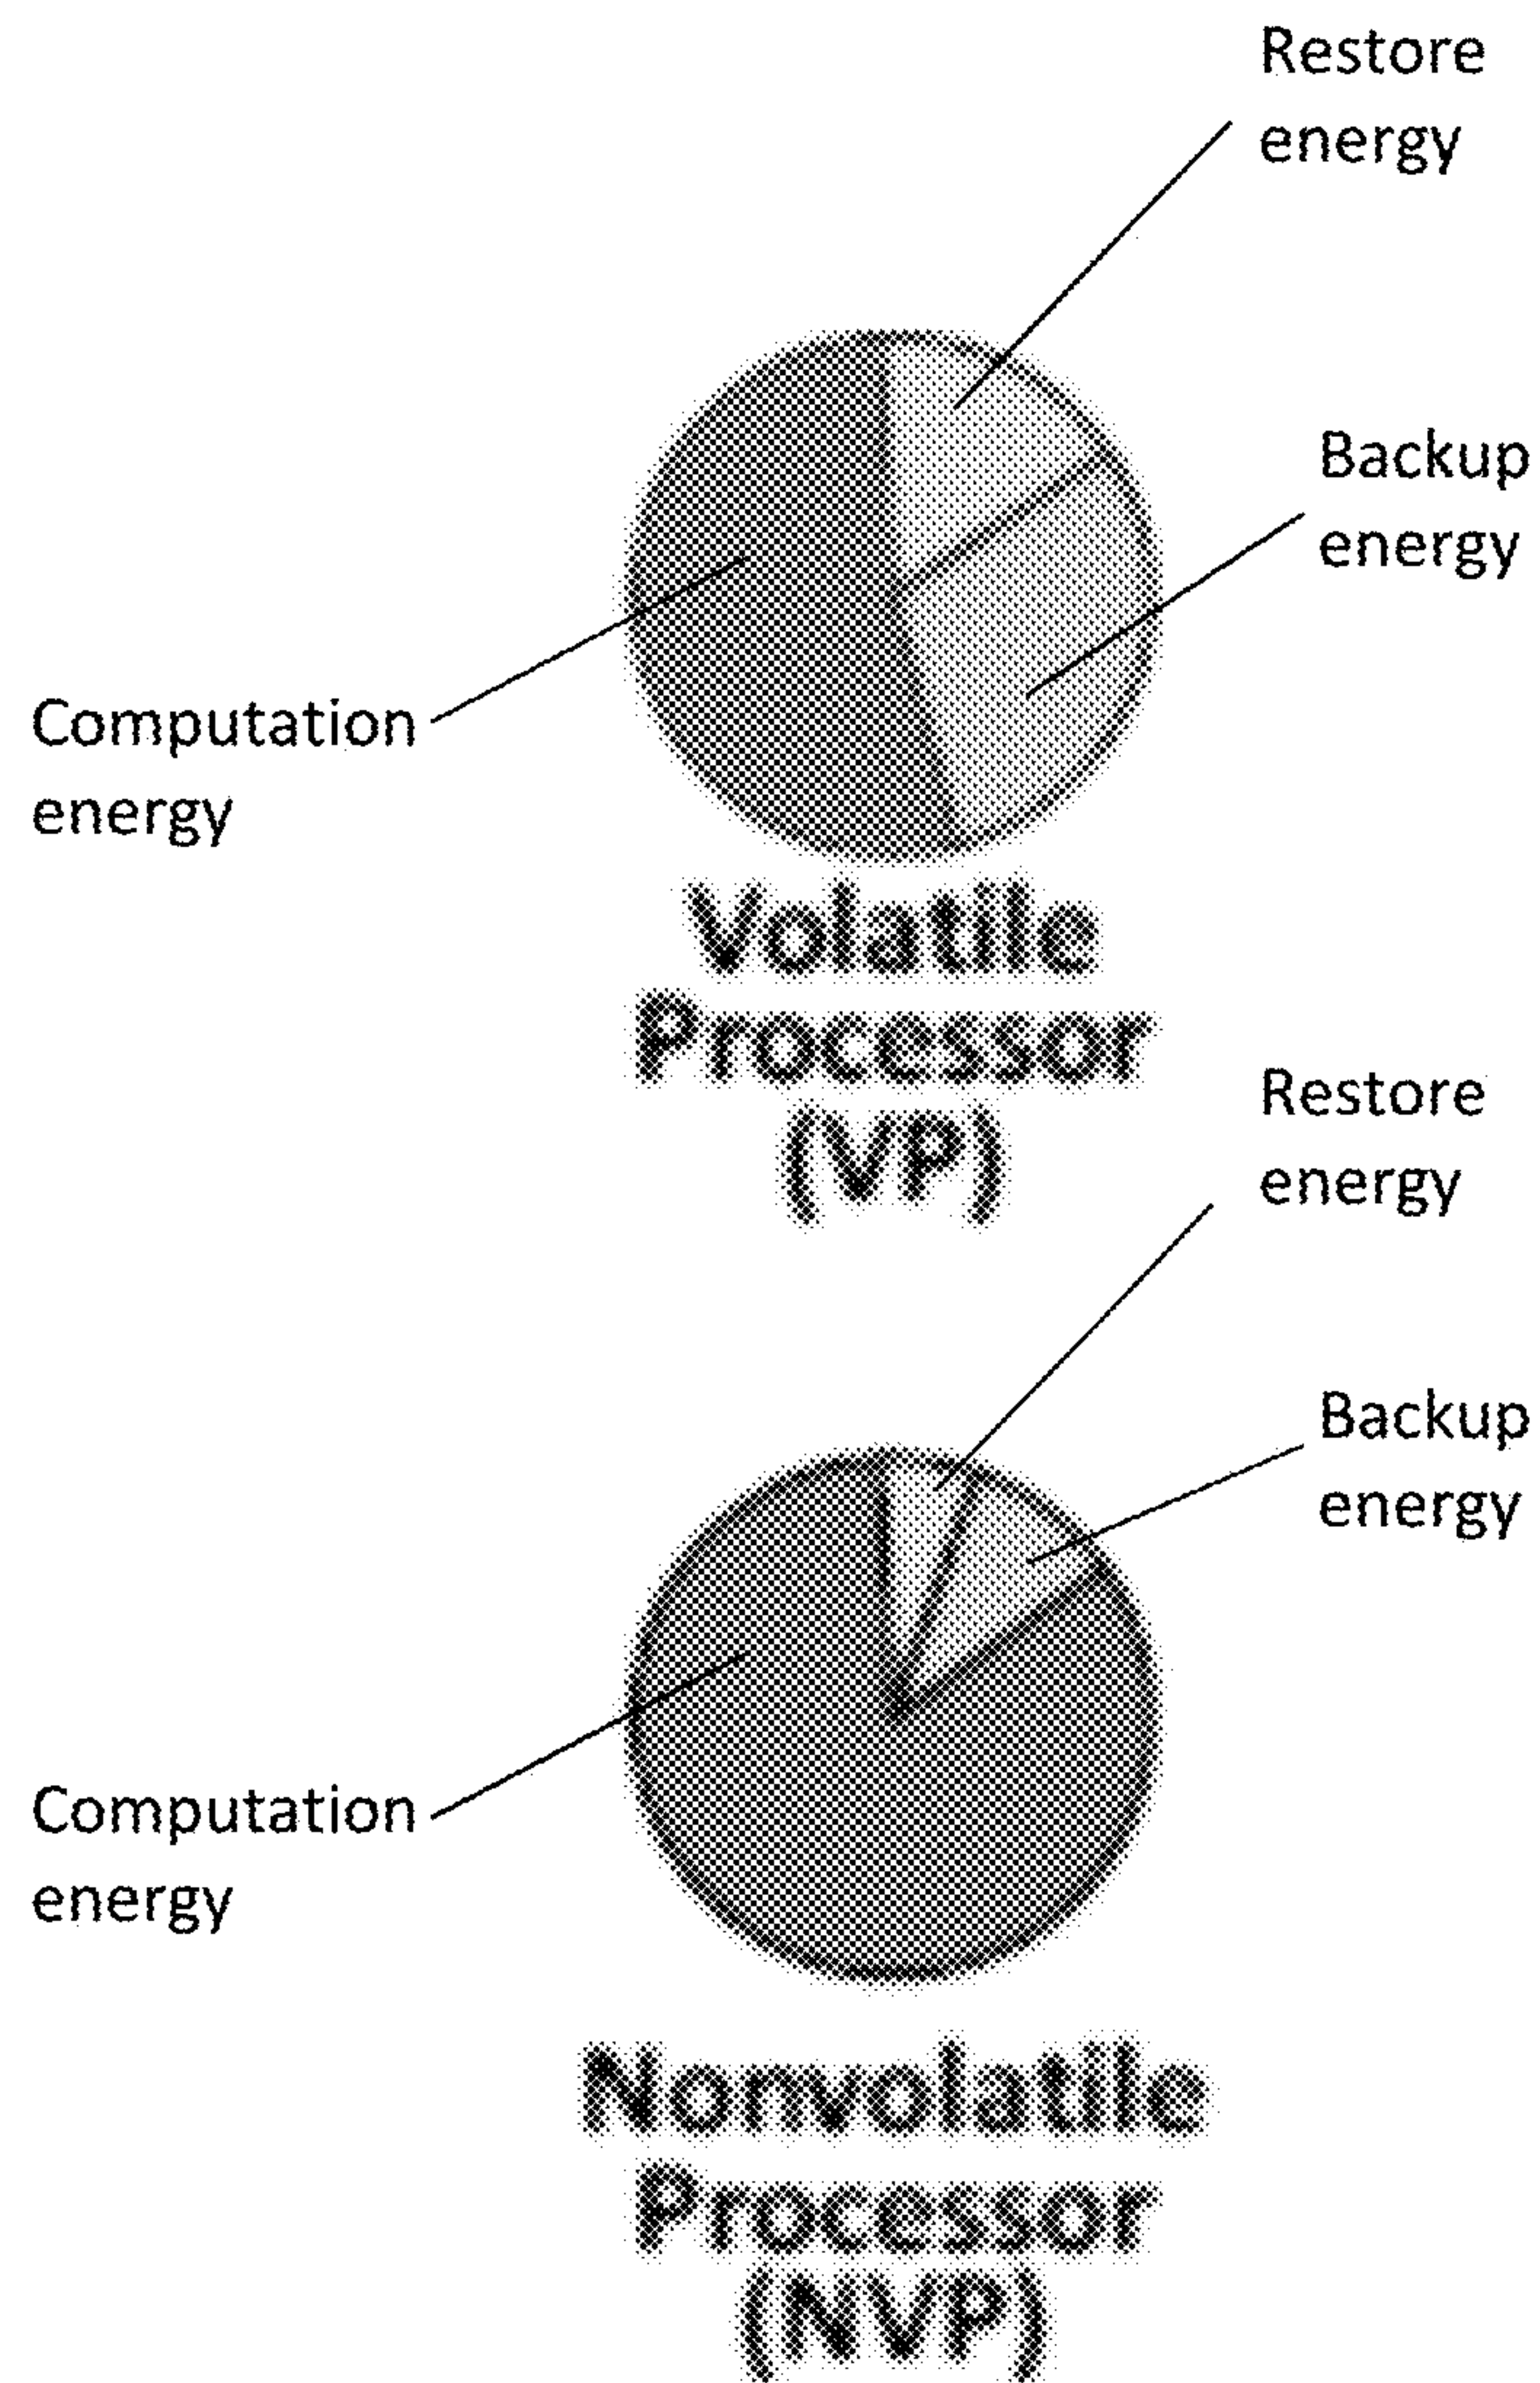 Restore
energy
Backup
energy
Computation
energy
Volatile
Processor
(VP)
Restore
energy
Backup
energy
Computation
energy
Nonvolatile
Processor
(NVP)